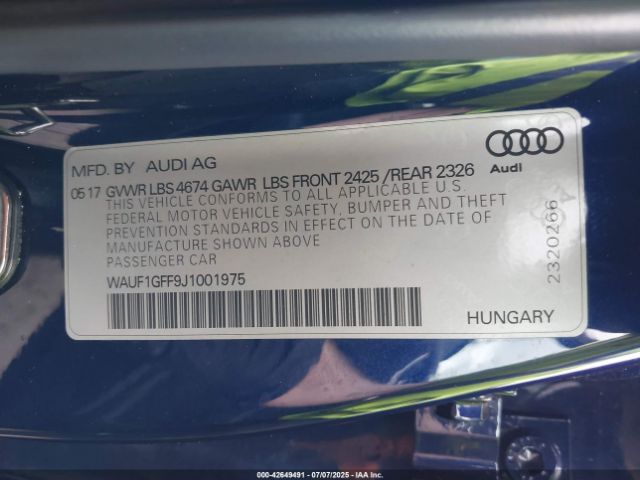 MFD. BY AUDI AG
05 17 GVWR LBS 4674 GAWR LBS FRONT 2425 / REAR 2326
THIS VEHICLE CONFORMS TO ALL APPLICABLE U.S.
FEDERAL MOTOR VEHICLE SAFETY, BUMPER AND THEFT
PREVENTION STANDARDS IN EFFECT ON THE DATE OF
MANUFACTURE SHOWN ABOVE
PASSENGER CAR
WAUF1GFF9J1001975
HUNGARY
Audi
2320266
000-42649491 - 07/07/2025 - IAAI.COM